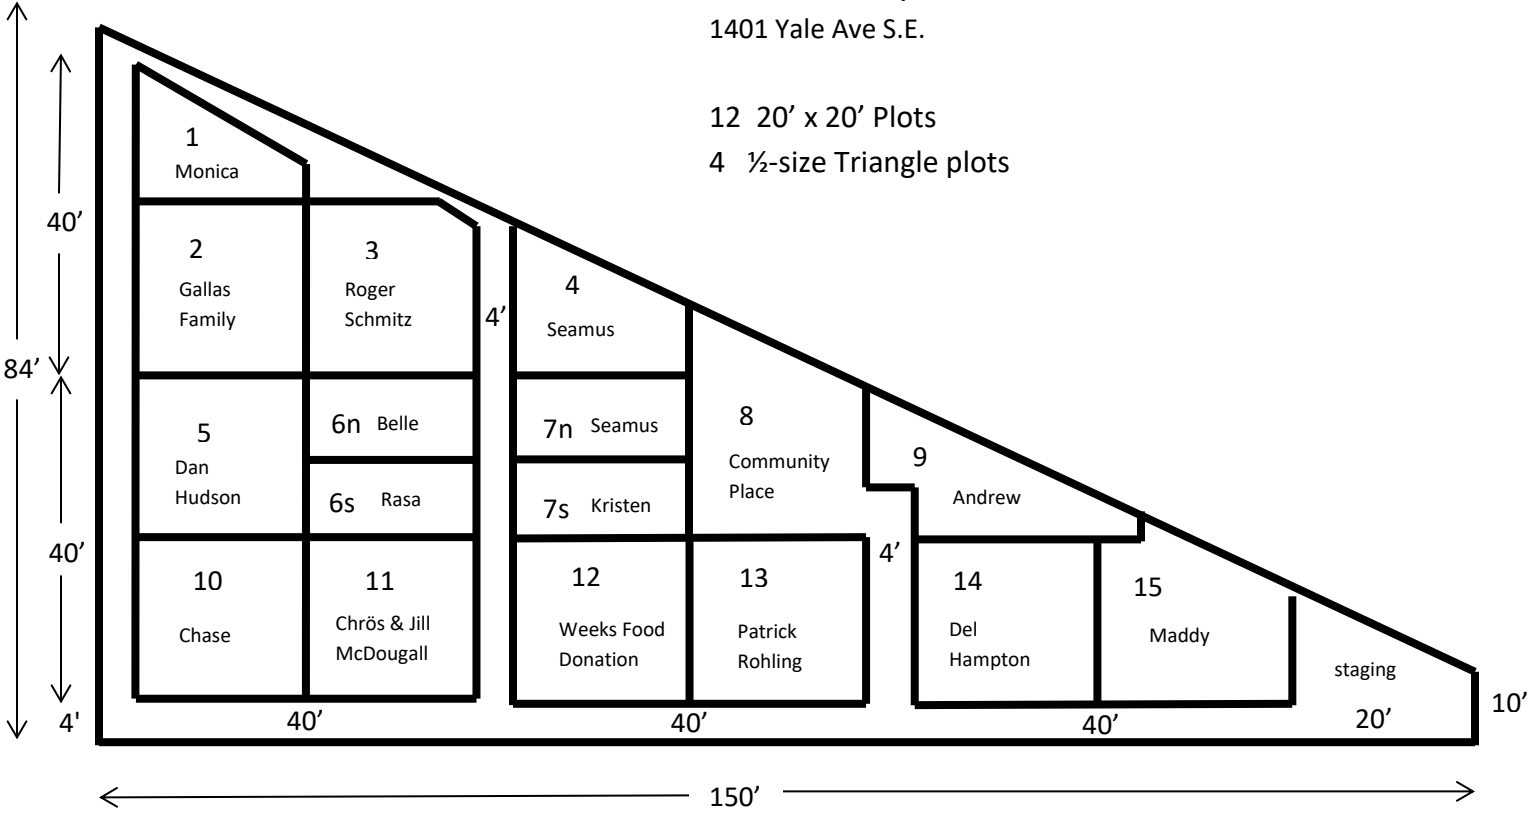 1401 Yale Ave S.E.
12 20’ x 20’ Plots
4 ½-size Triangle plots
1
Monica
40’
2
Gallas
Family
3
Roger
Schmitz
4’
4
Seamus
84’
5
Dan
Hudson
6n Belle
6s Rasa
7n Seamus
7s Kristen
8
Community
Place
9
Andrew
40’
10
Chase
11
Chrös & Jill
McDougall
12
Weeks Food
Donation
13
Patrick
Rohling
4’
14
Del
Hampton
15
Maddy
staging
10’
4'
40’
40’
40’
20’
150’